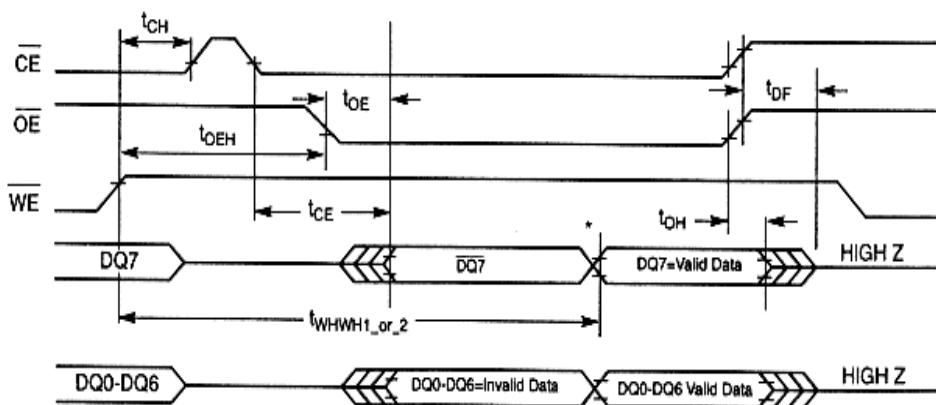 tCH
CE
tOE
tDF
OE
tOEH
WE
tCE
*
tOH
DQ7
DQ7
DQ7=Valid Data
HIGH Z
tWHWH1_or_2
DQ0-DQ6
DQ0-DQ6=Invalid Data
DQ0-DQ6 Valid Data
HIGH Z